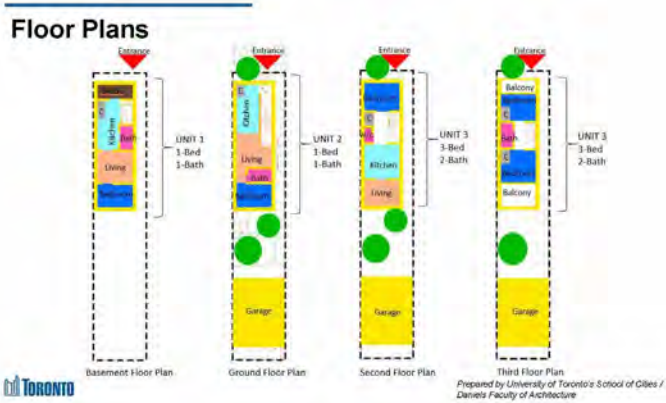 Floor Plans
Entrance
Entrance
Entrance
Entrance
Kitchen
Bath
Living
Bedroom
UNIT 1
1-Bed
1-Bath
C
Kitchen
Living
Bath
Bedroom
UNIT 2
1-Bed
1-Bath
Bedroom
C
Kitchen
Living
UNIT 3
3-Bed
2-Bath
Balcony
Bedroom
C
Bath
C
Bedroom
Balcony
UNIT 3
3-Bed
2-Bath
Garage
Garage
Garage
Basement Floor Plan
Ground Floor Plan
Second Floor Plan
Third Floor Plan
TORONTO
Prepared by University of Toronto's School of Cities /
Daniels Faculty of Architecture